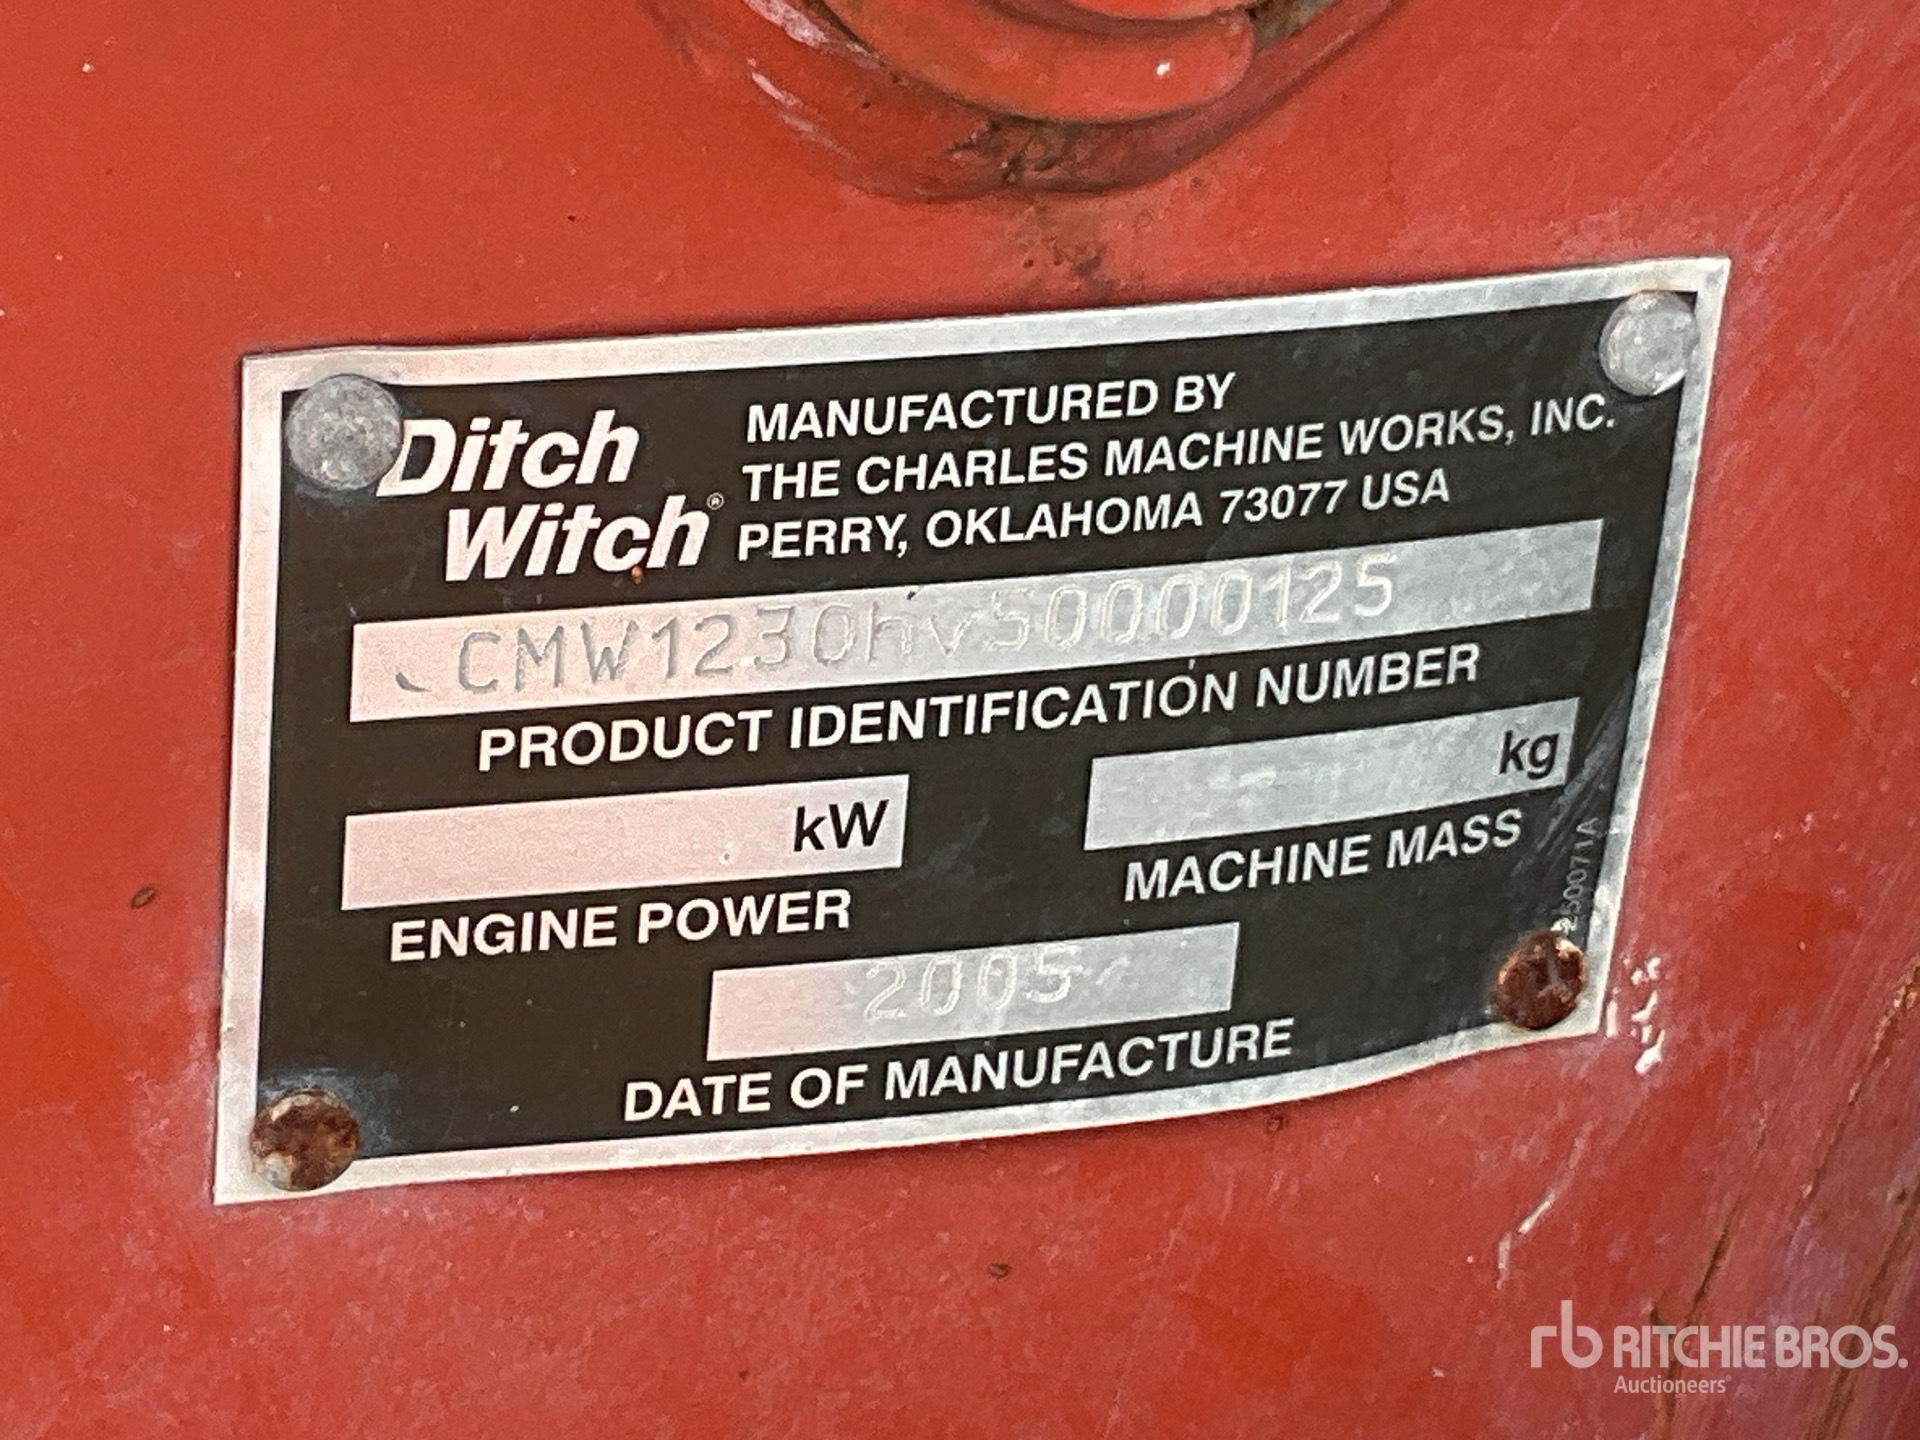 Ditch
Witch®
MANUFACTURED BY
THE CHARLES MACHINE WORKS, INC.
PERRY, OKLAHOMA 73077 USA
CMW1230hv50000125
PRODUCT IDENTIFICATION NUMBER
kW
ENGINE POWER
kg
MACHINE MASS
2005
DATE OF MANUFACTURE
rb RITCHIE BROS.
Auctioneers